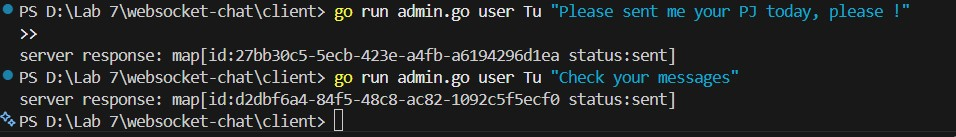 PS D:\Lab 7\websocket-chat\client> go run admin.go user Tu "Please sent me your PJ today, please !"
>>
server response: map[id:27bb30c5-5ecb-423e-a4fb-a6194296d1ea status:sent]
PS D:\Lab 7\websocket-chat\client> go run admin.go user Tu "Check your messages"
server response: map[id:d2dbf6a4-84f5-48c8-ac82-1092c5f5ecf0 status:sent]
PS D:\Lab 7\websocket-chat\client>